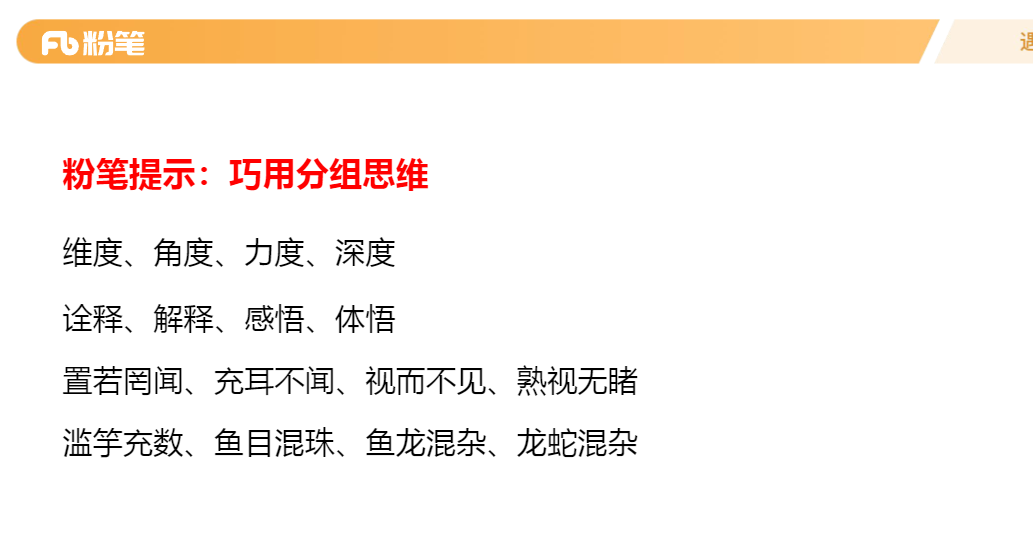 粉笔
粉笔提示：巧用分组思维
维度、角度、力度、深度
诠释、解释、感悟、体悟
置若罔闻、充耳不闻、视而不见、熟视无睹
滥竽充数、鱼目混珠、鱼龙混杂、龙蛇混杂